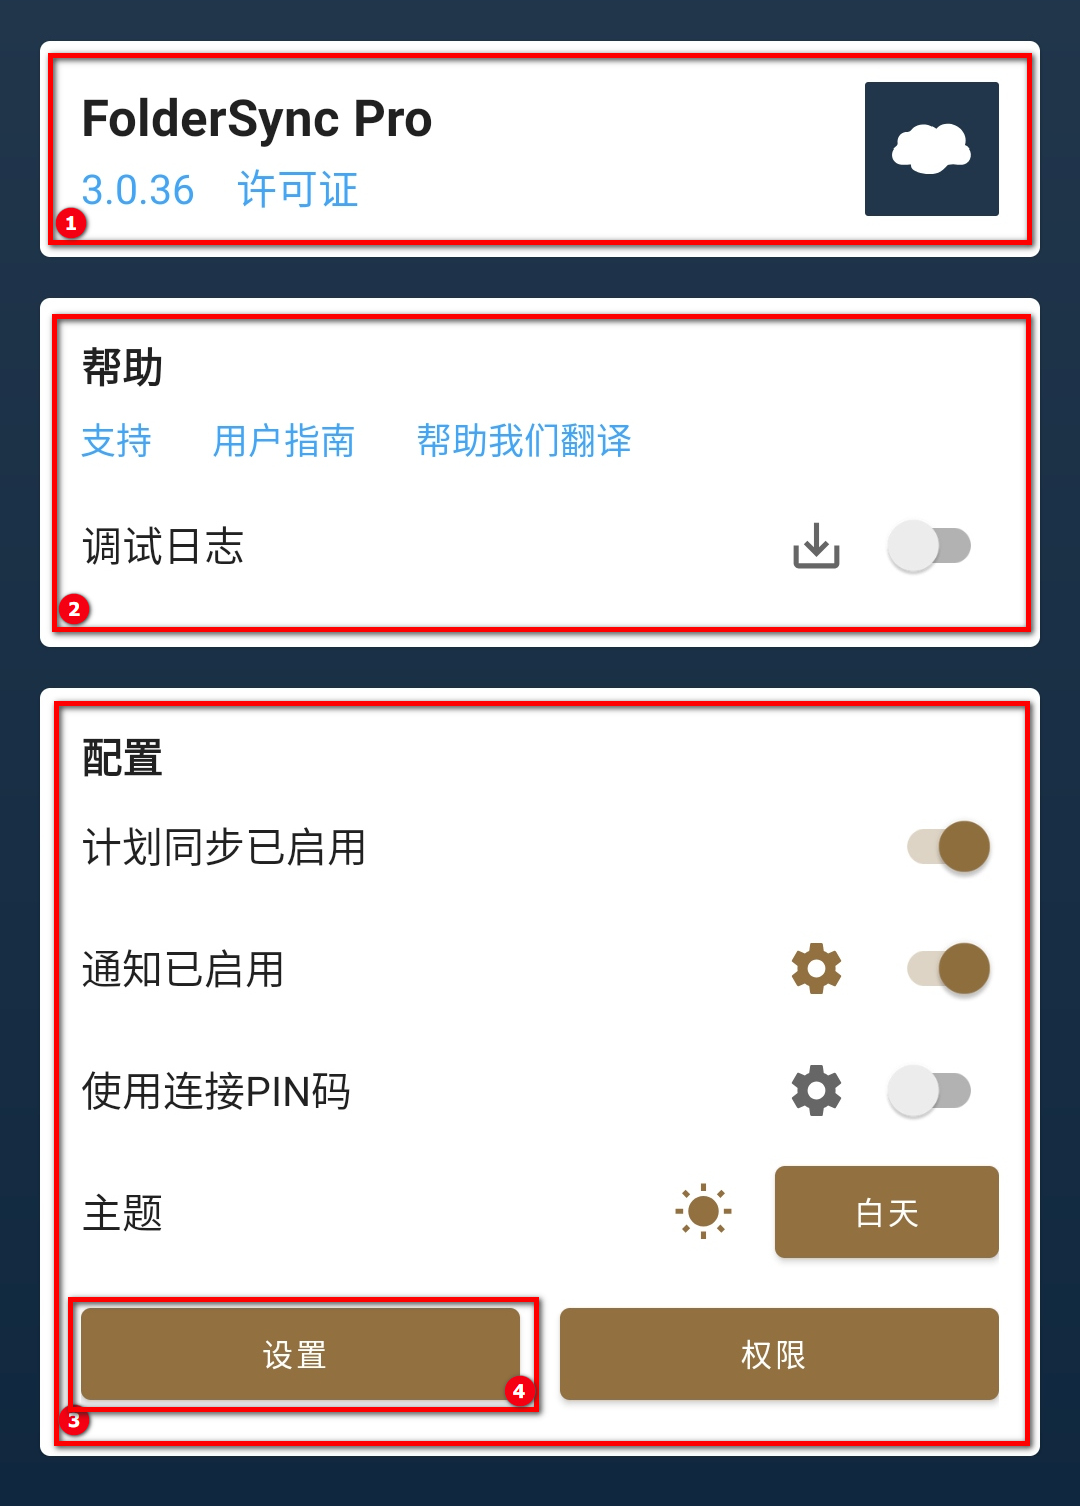 FolderSync Pro
3.0.36 许可证
1
帮助
支持 用户指南 帮助我们翻译
调试日志
2
配置
计划同步已启用
通知已启用
使用连接PIN码
主题 白天
设置 权限
4
3